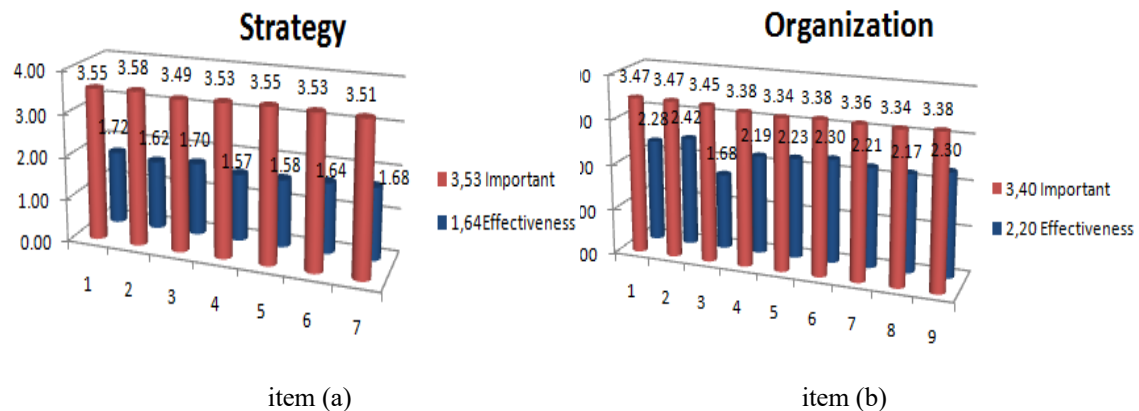 Strategy
4.00
3.00
2.00
1.00
0.00
3.55 3.58 3.49 3.53 3.55 3.53 3.51
1.72 1.62 1.70 1.57 1.58 1.64 1.68
1 2 3 4 5 6 7
3,53 Important
1,64Effectiveness
item (a)
Organization
3.47 3.47 3.45 3.38 3.34 3.38 3.36 3.34 3.38
2.28 2.42 1.68 2.19 2.23 2.30 2.21 2.17 2.30
1 2 3 4 5 6 7 8 9
3,40 Important
2,20 Effectiveness
item (b)